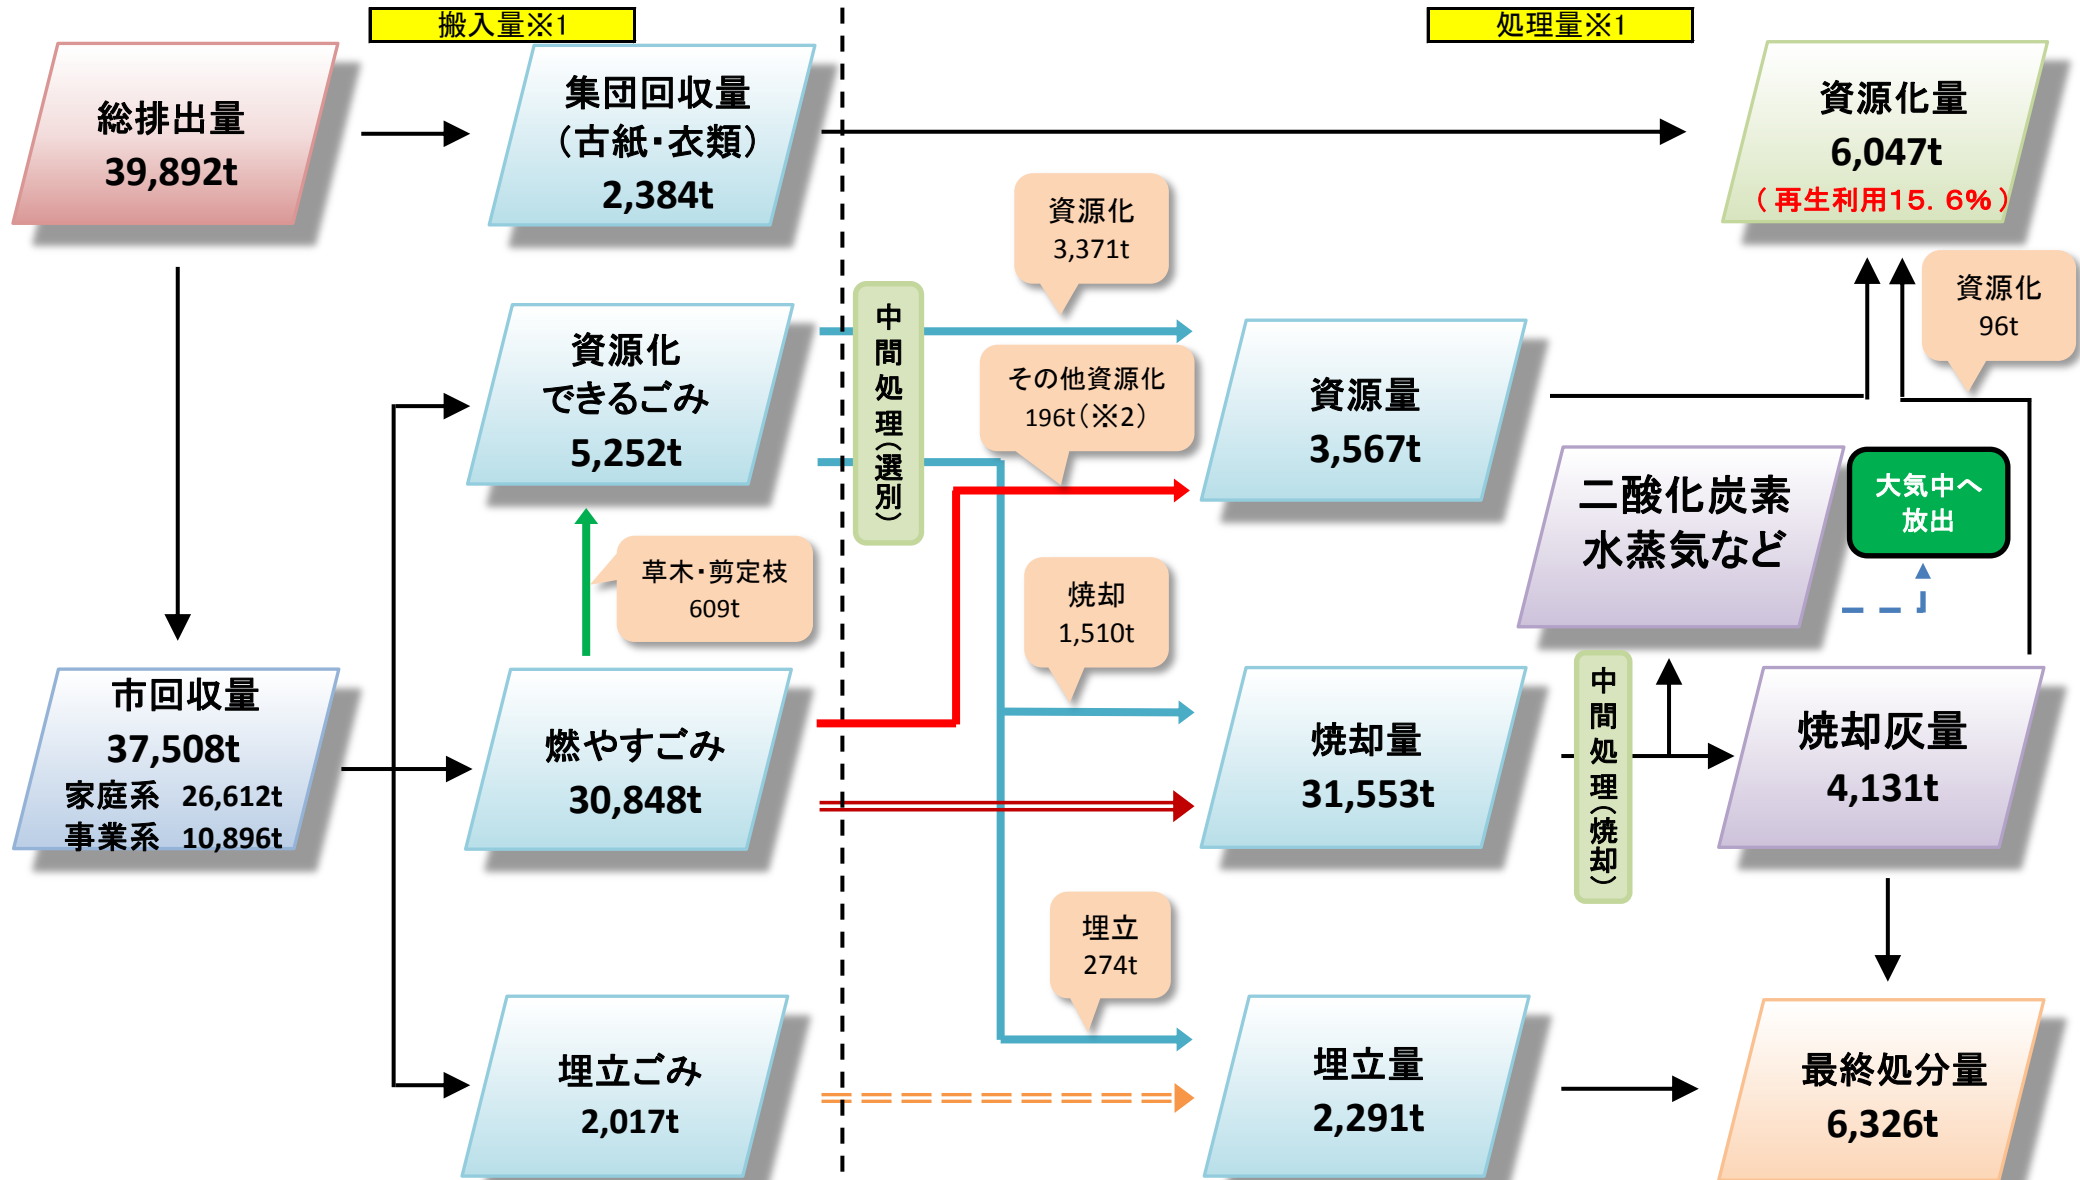 搬入量※1
処理量※1
総排出量
39,892t
集団回収量
（古紙・衣類）
2,384t
資源化量
6,047t
（再生利用15．6%）
資源化
3,371t
資源化
96t
中間処理（選別）
資源化
できるごみ
5,252t
その他資源化
196t（※2）
資源量
3,567t
二酸化炭素
水蒸気など
大気中へ
放出
草木・剪定枝
609t
焼却
1,510t
市回収量
37,508t
家庭系 26,612t
事業系 10,896t
燃やすごみ
30,848t
焼却量
31,553t
中間処理（焼却）
焼却灰量
4,131t
埋立
274t
埋立ごみ
2,017t
埋立量
2,291t
最終処分量
6,326t